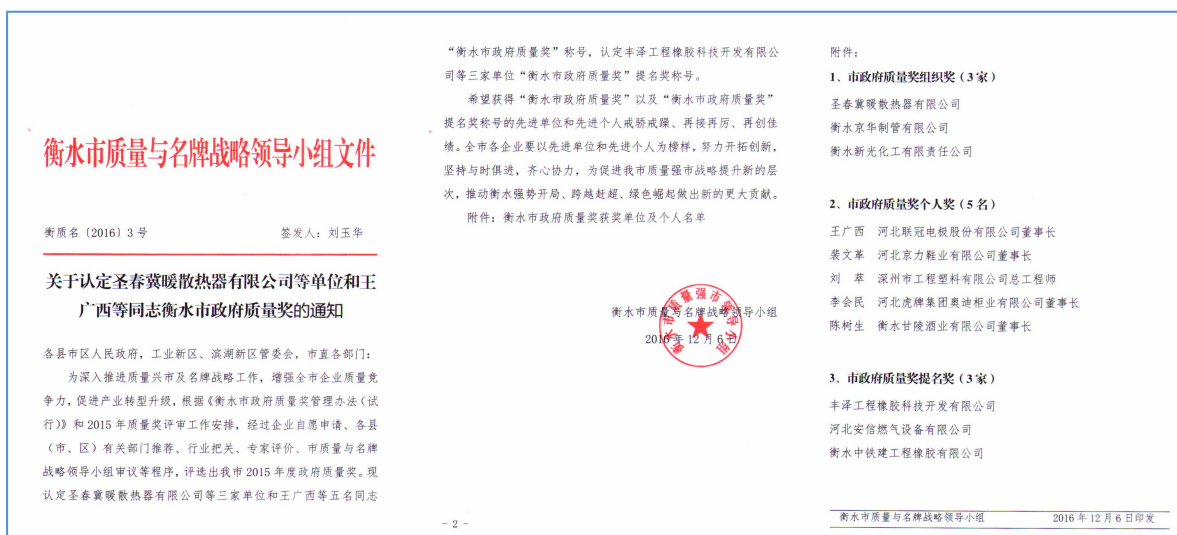 衡水市质量与名牌战略领导小组文件
衡质名〔2016〕3号 签发人：刘玉华
关于认定圣春冀暖散热器有限公司等单位和王
广西等同志衡水市政府质量奖的通知
各县市区人民政府，工业新区、滨湖新区管委会，市直各部门：
为深入推进质量兴市及名牌战略工作，增强全市企业质量竞
争力，促进产业转型升级，根据《衡水市政府质量奖管理办法（试
行）》和2015年质量奖评审工作安排，经过企业自愿申请、各县
（市、区）有关部门推荐、行业把关、专家评价、市质量与名牌
战略领导小组审议等程序，评选出我市2015年度政府质量奖。现
认定圣春冀暖散热器有限公司等三家单位和王广西等五名同志
“衡水市政府质量奖”称号，认定丰泽工程橡胶科技开发有限公
司等三家单位“衡水市政府质量奖”提名奖称号。
希望获得“衡水市政府质量奖”以及“衡水市政府质量奖”
提名奖称号的先进单位和先进个人戒骄戒躁、再接再厉、再创佳
绩。全市各企业要以先进单位和先进个人为榜样，努力开拓创新，
坚持与时俱进，齐心协力，为促进我市质量强市战略提升新的层
次，推动衡水强势开局、跨越赶超、绿色崛起做出新的更大贡献。
附件：衡水市政府质量奖获奖单位及个人名单
衡水市质量与名牌战略领导小组
2016年12月6日
衡水市质量强市领导小组
- 2 -
附件：
1、市政府质量奖组织奖（3家）
圣春冀暖散热器有限公司
衡水京华制管有限公司
衡水新光化工有限责任公司
2、市政府质量奖个人奖（5名）
王广西 河北联冠电极股份有限公司董事长
裴文革 河北京力鞋业有限公司董事长
刘 萃 深州市工程塑料有限公司总工程师
李会民 河北虎牌集团奥迪柜业有限公司董事长
陈树生 衡水甘陵酒业有限公司董事长
3、市政府质量奖提名奖（3家）
丰泽工程橡胶科技开发有限公司
河北安信燃气设备有限公司
衡水中铁建工程橡胶有限公司
衡水市质量与名牌战略领导小组 2016年12月6日印发